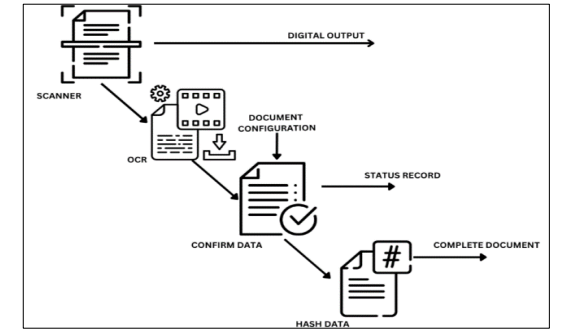 DIGITAL OUTPUT
SCANNER
DOCUMENT
CONFIGURATION
OCR
STATUS RECORD
CONFIRM DATA
#
COMPLETE DOCUMENT
HASH DATA